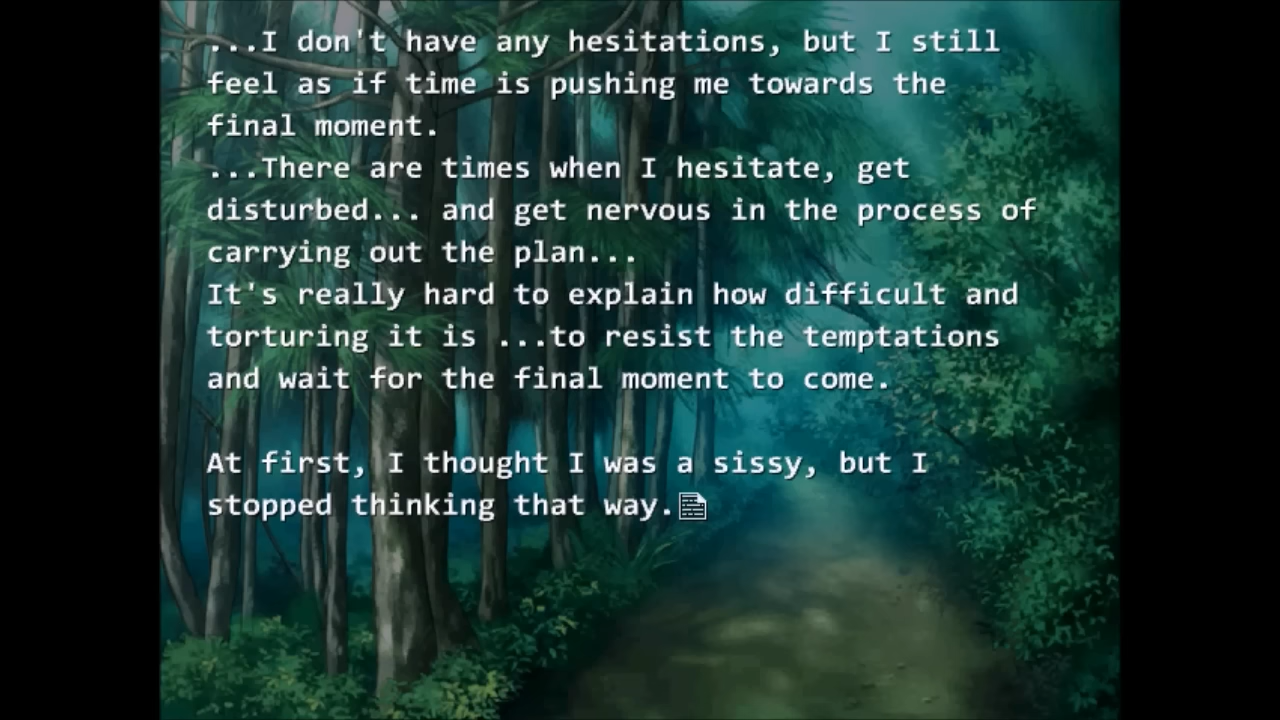 ...I don't have any hesitations, but I still
feel as if time is pushing me towards the
final moment.
...There are times when I hesitate, get
disturbed... and get nervous in the process of
carrying out the plan...
It's really hard to explain how difficult and
torturing it is ...to resist the temptations
and wait for the final moment to come.
At first, I thought I was a sissy, but I
stopped thinking that way.